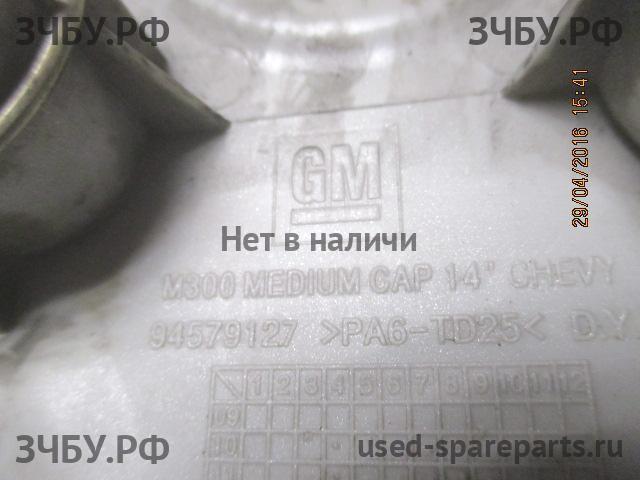 ЗЧБУ.РФ
ЗЧБУ.РФ
29/04/2016 15:41
GM
Нет в наличи
M300 MEDIUM CAP 14" CHEVY
94579127 >PA6-TD25< D.Y
1 2 3 4 5 6 7 8 9 10 11 12
09
10
ЗЧБУ.РФ
used-spareparts.ru